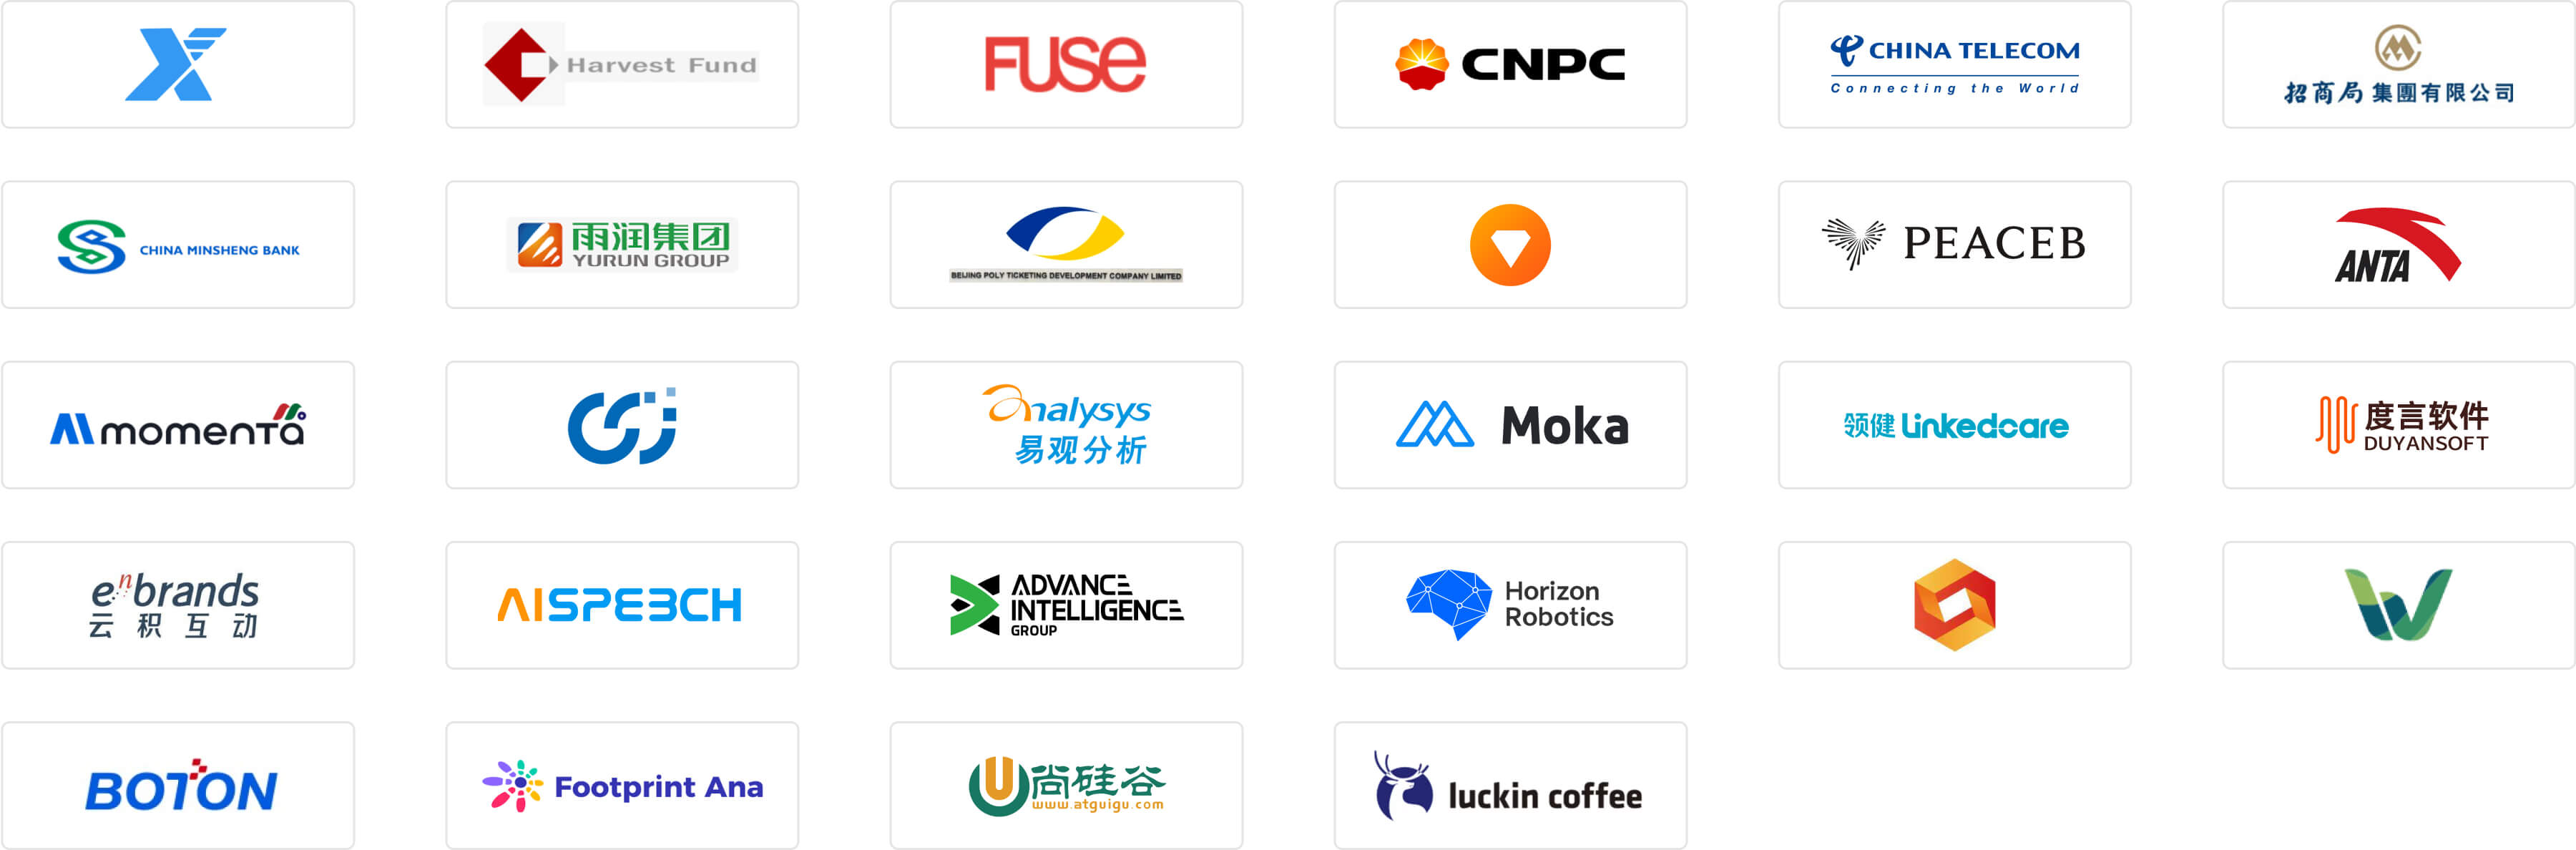 Harvest Fund
FUSE
CNPC
CHINA TELECOM
Connecting the World
招商局集團有限公司
CHINA MINSHENG BANK
雨润集团
YURUN GROUP
BEIJING POLY TICKETING DEVELOPMENT COMPANY LIMITED
PEACEB
ANTA
momenta
analysys
易观分析
Moka
领健 Linkedcare
度言软件
DUYANSOFT
enbrands
云积互动
AISPEECH
ADVANCE
INTELLIGENCE
GROUP
Horizon
Robotics
BOTON
Footprint Ana
尚硅谷
www.atguigu.com
luckin coffee